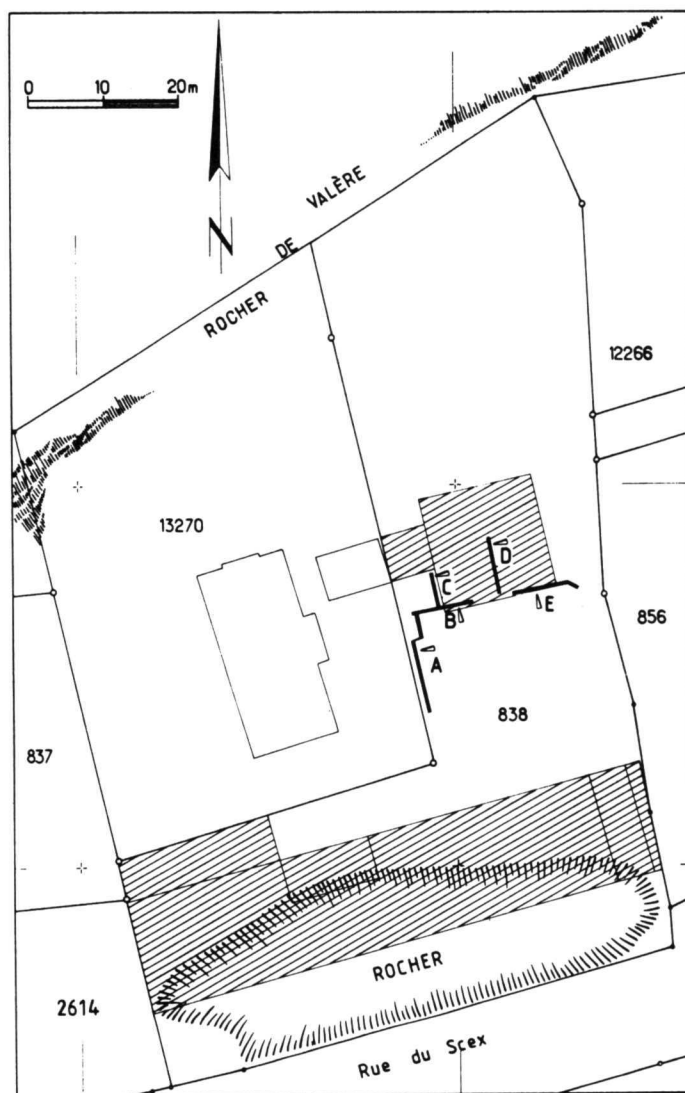 0 10 20m
N
ROCHER DE VALÈRE
12266
13270
D
C
B
E
A
856
838
837
ROCHER
2614
Rue du Scex